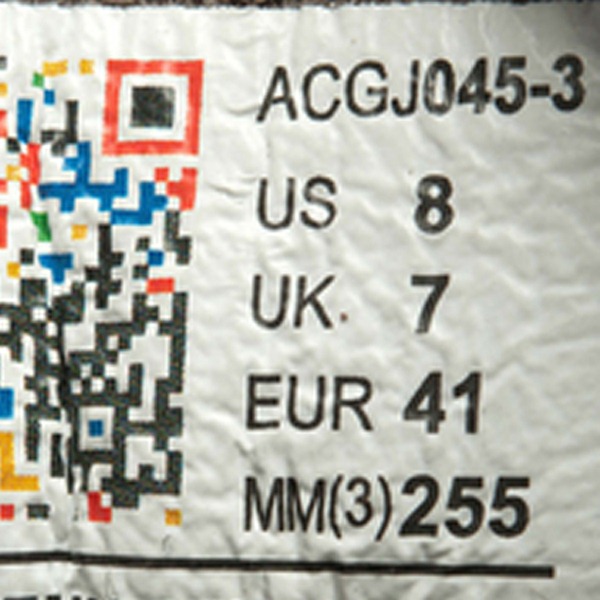 ACGJ045-3
US 8
UK. 7
EUR 41
MM(3)255